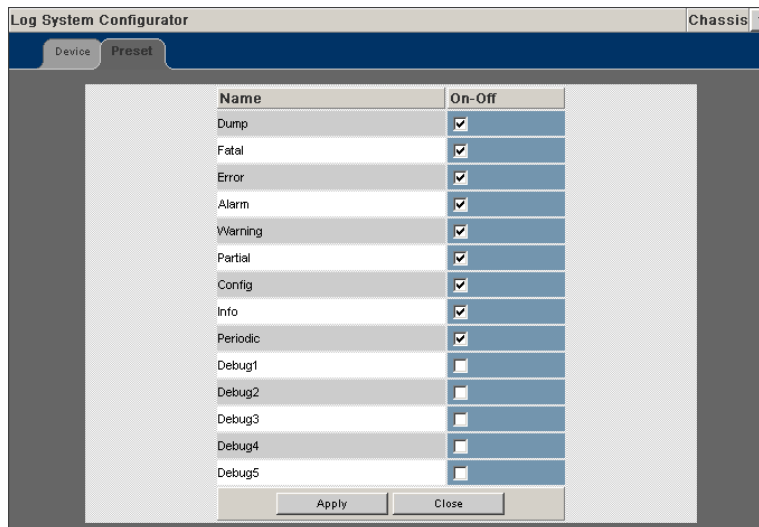 Log System Configurator Chassis
Device Preset
Name On-Off
Dump
Fatal
Error
Alarm
Warning
Partial
Config
Info
Periodic
Debug1
Debug2
Debug3
Debug4
Debug5
Apply Close